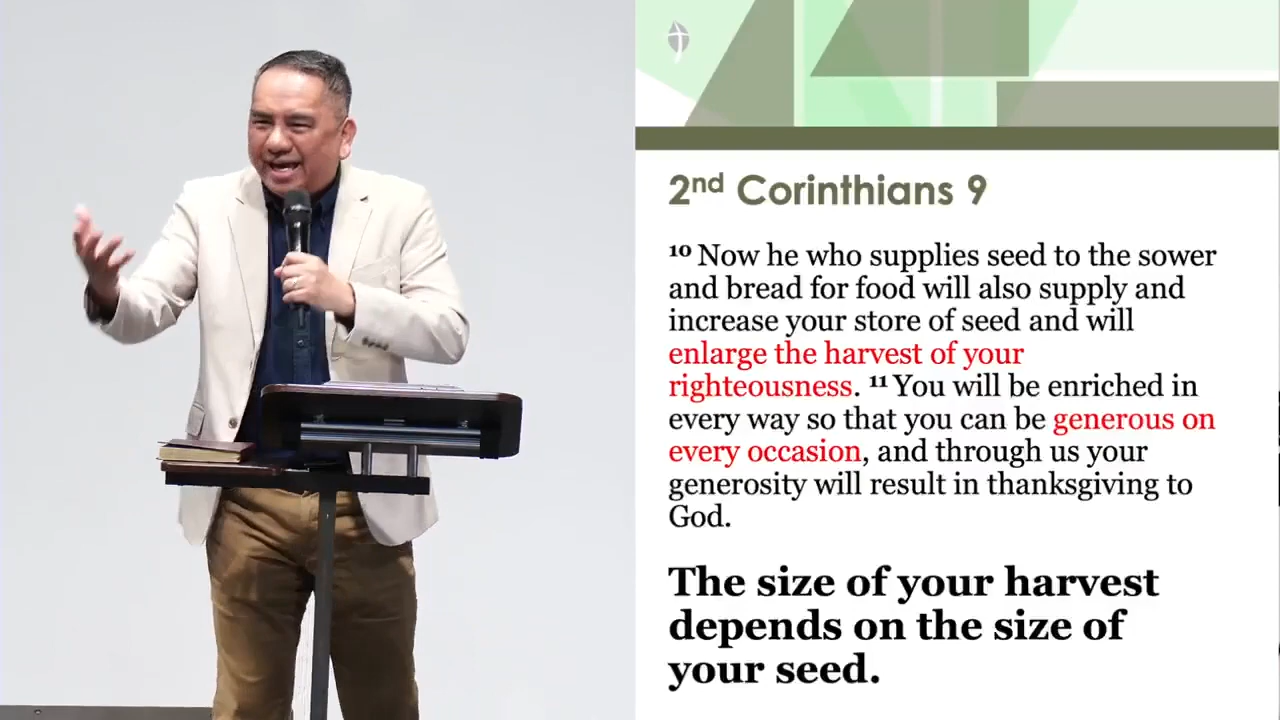 2nd Corinthians 9
10 Now he who supplies seed to the sower
and bread for food will also supply and
increase your store of seed and will
enlarge the harvest of your
righteousness. 11 You will be enriched in
every way so that you can be generous on
every occasion, and through us your
generosity will result in thanksgiving to
God.
The size of your harvest
depends on the size of
your seed.